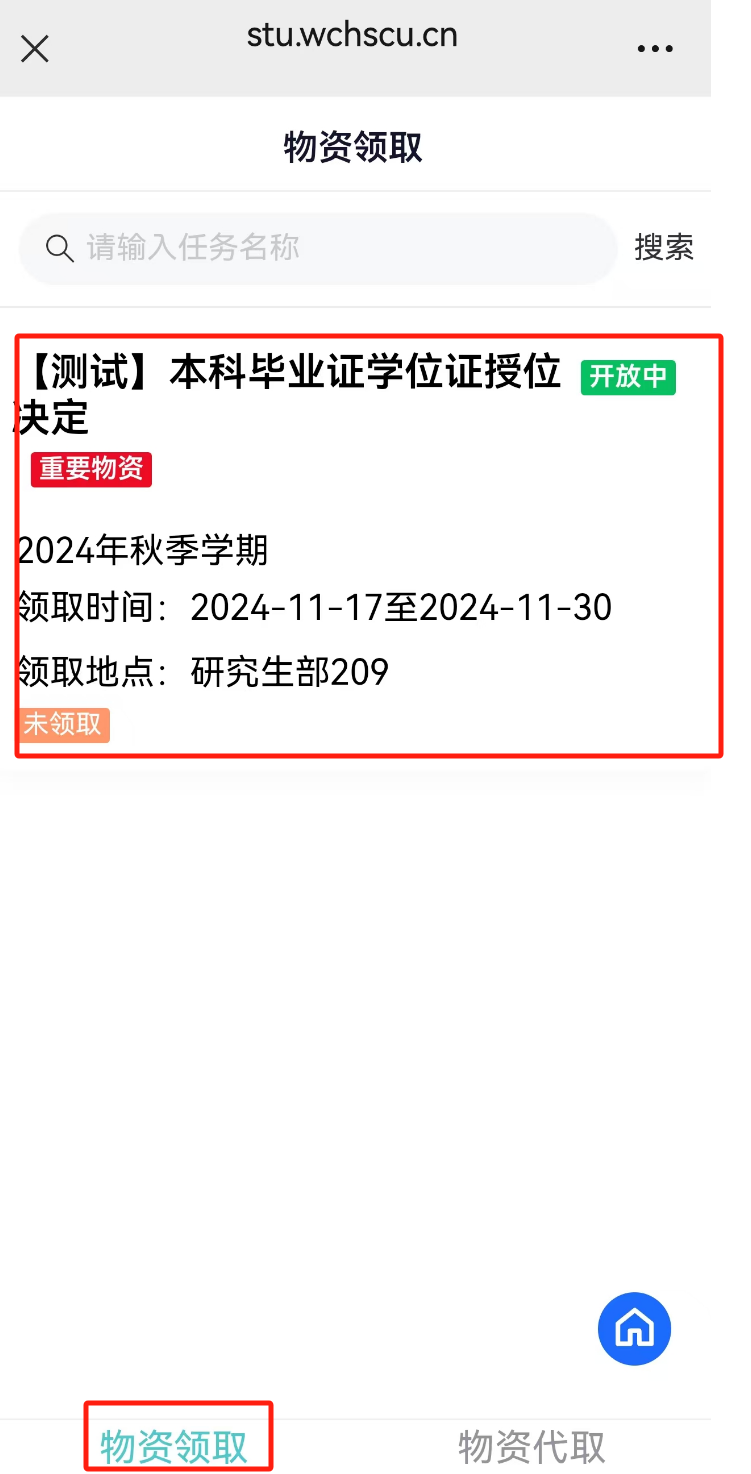 stu.wchscu.cn
物资领取
请输入任务名称
搜索
【测试】本科毕业证学位证授位 开放中
决定
重要物资
2024年秋季学期
领取时间：2024-11-17至2024-11-30
领取地点：研究生部209
未领取
物资领取
物资代取